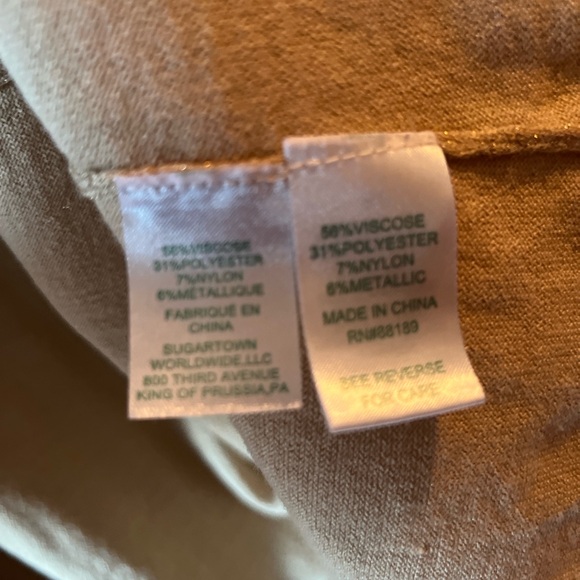 56%VISCOSE
31%POLYESTER
7%NYLON
6%METALLIQUE
FABRIQUE EN
CHINA
SUGARTOWN
WORLDWIDE,LLC
800 THIRD AVENUE
KING OF PRUSSIA,PA
56%VISCOSE
31%POLYESTER
7%NYLON
6%METALLIC
MADE IN CHINA
RN#88189
SEE REVERSE
FOR CARE